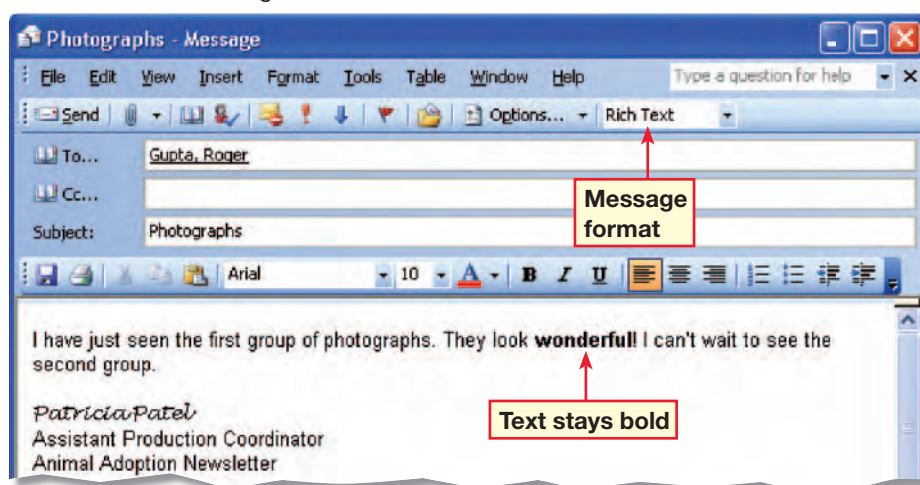 Photographs - Message
File Edit View Insert Format Tools Table Window Help Type a question for help
Send Options... Rich Text
To... Gupta, Roger
Cc...
Message format
Subject: Photographs
Arial 10 A B I U
I have just seen the first group of photographs. They look wonderful! I can't wait to see the
second group.
Patricia Patel
Text stays bold
Assistant Production Coordinator
Animal Adoption Newsletter